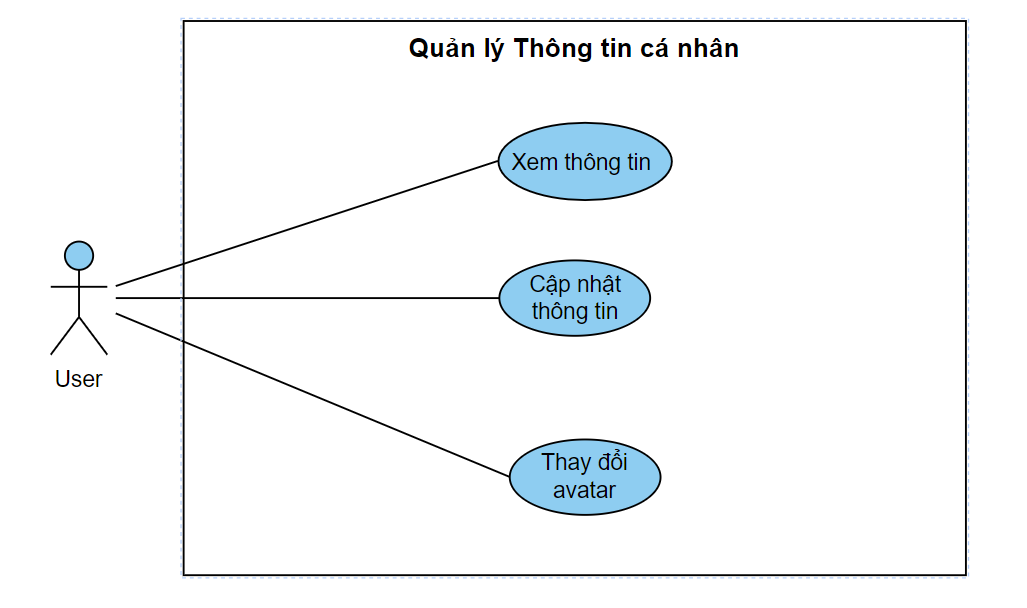 Quản lý Thông tin cá nhân
Xem thông tin
Cập nhật
thông tin
User
Thay đổi
avatar